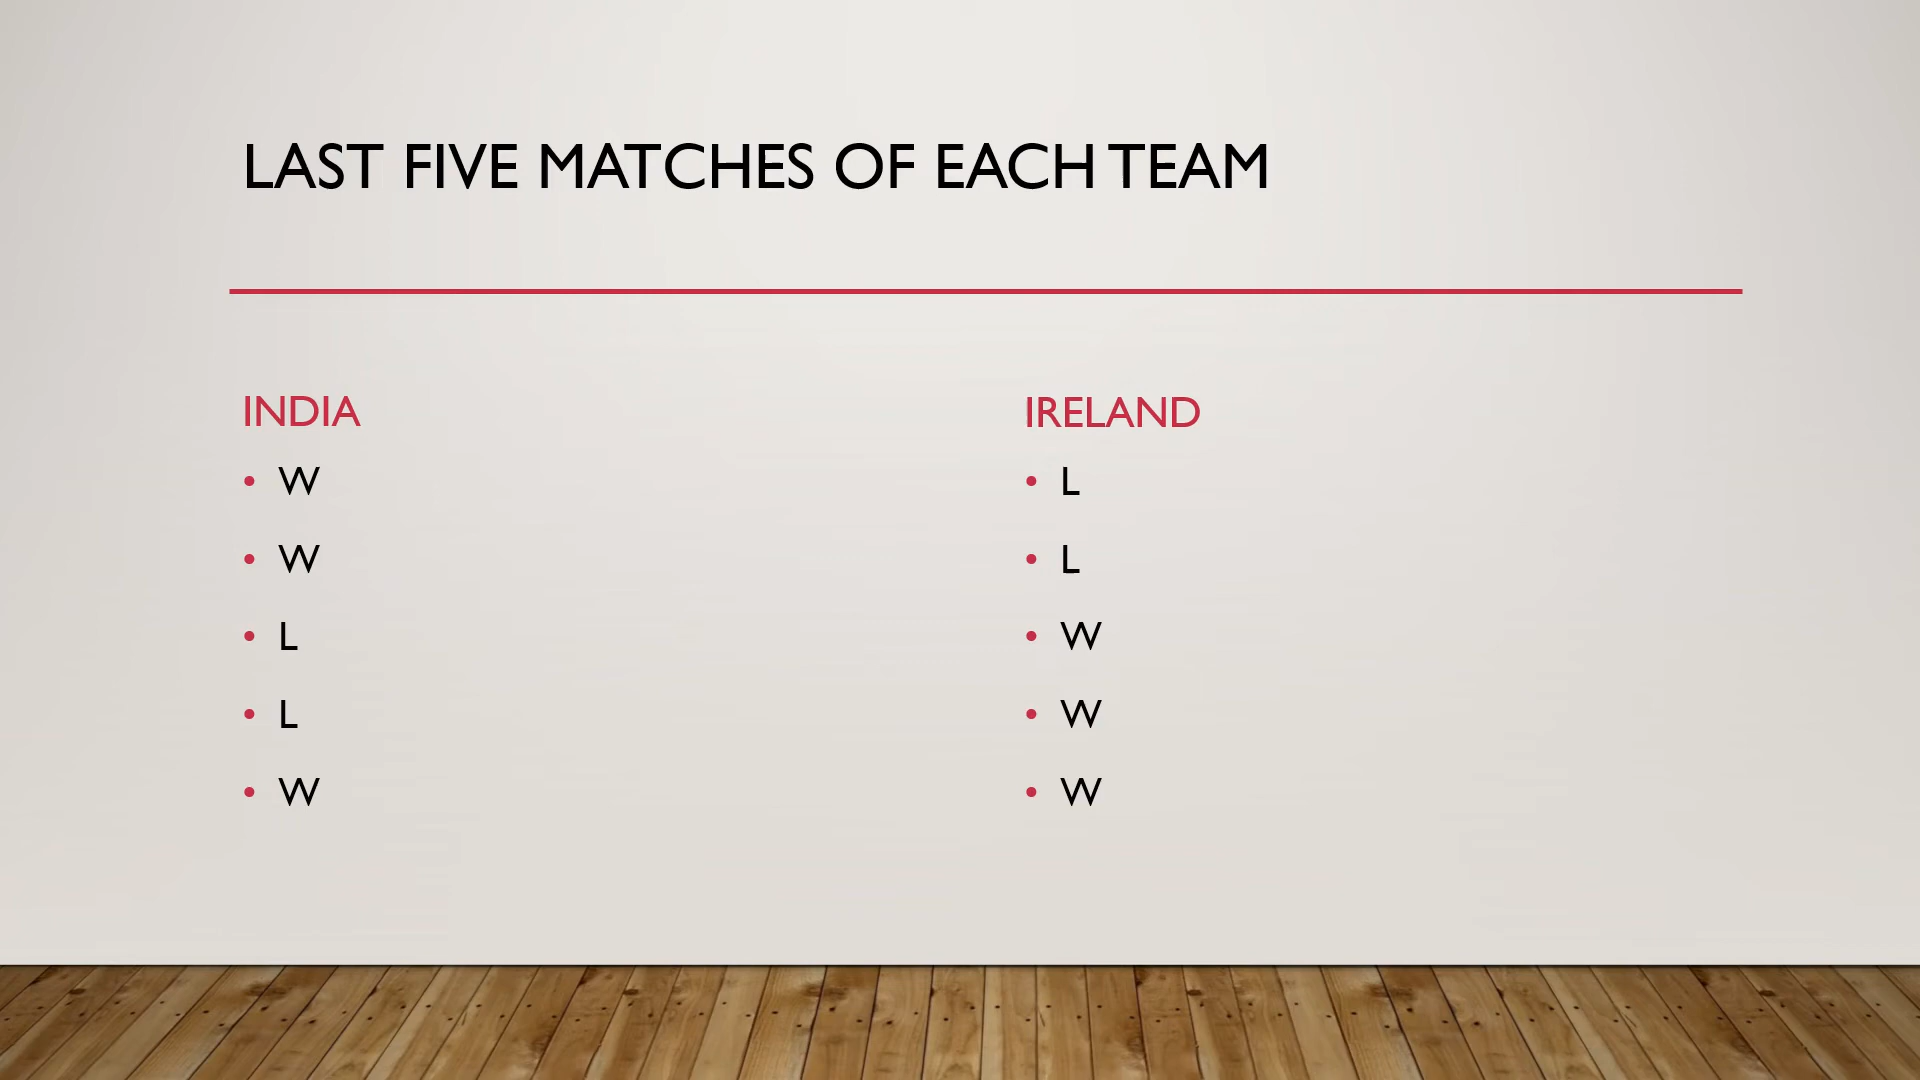 LAST FIVE MATCHES OF EACH TEAM
INDIA
• W
• W
• L
• L
• W
IRELAND
• L
• L
• W
• W
• W